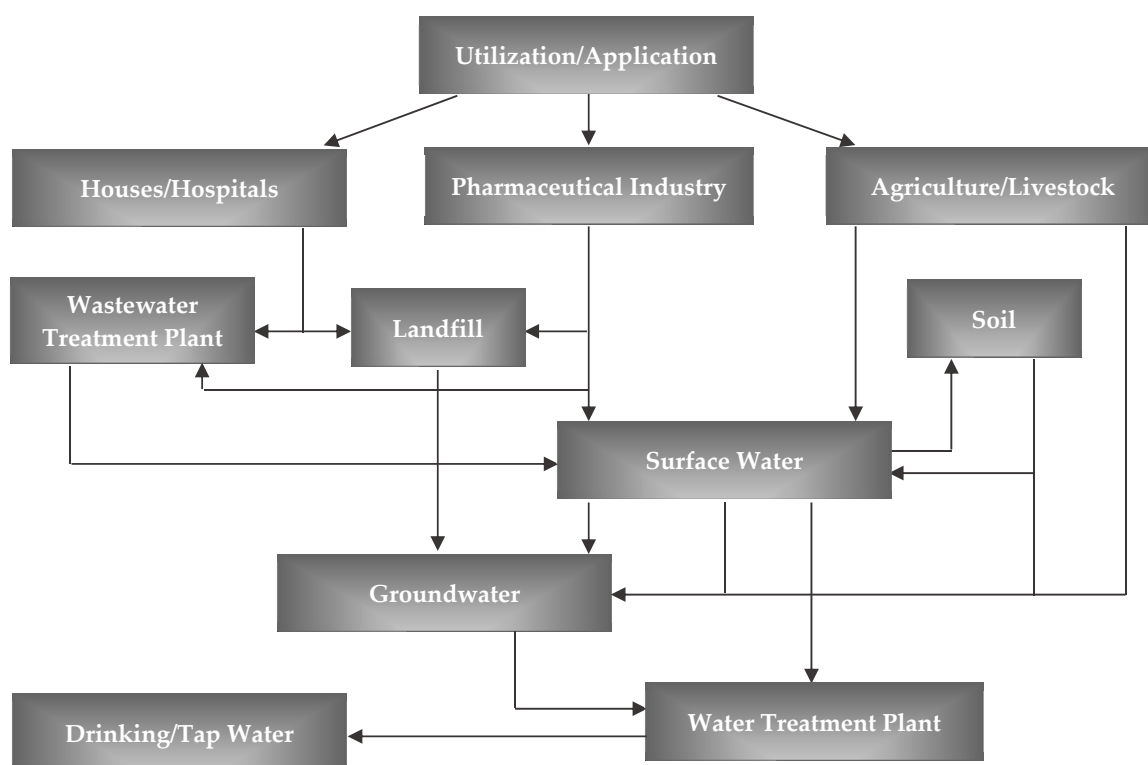 Utilization/Application
Houses/Hospitals
Pharmaceutical Industry
Agriculture/Livestock
Wastewater
Treatment Plant
Landfill
Soil
Surface Water
Groundwater
Drinking/Tap Water
Water Treatment Plant